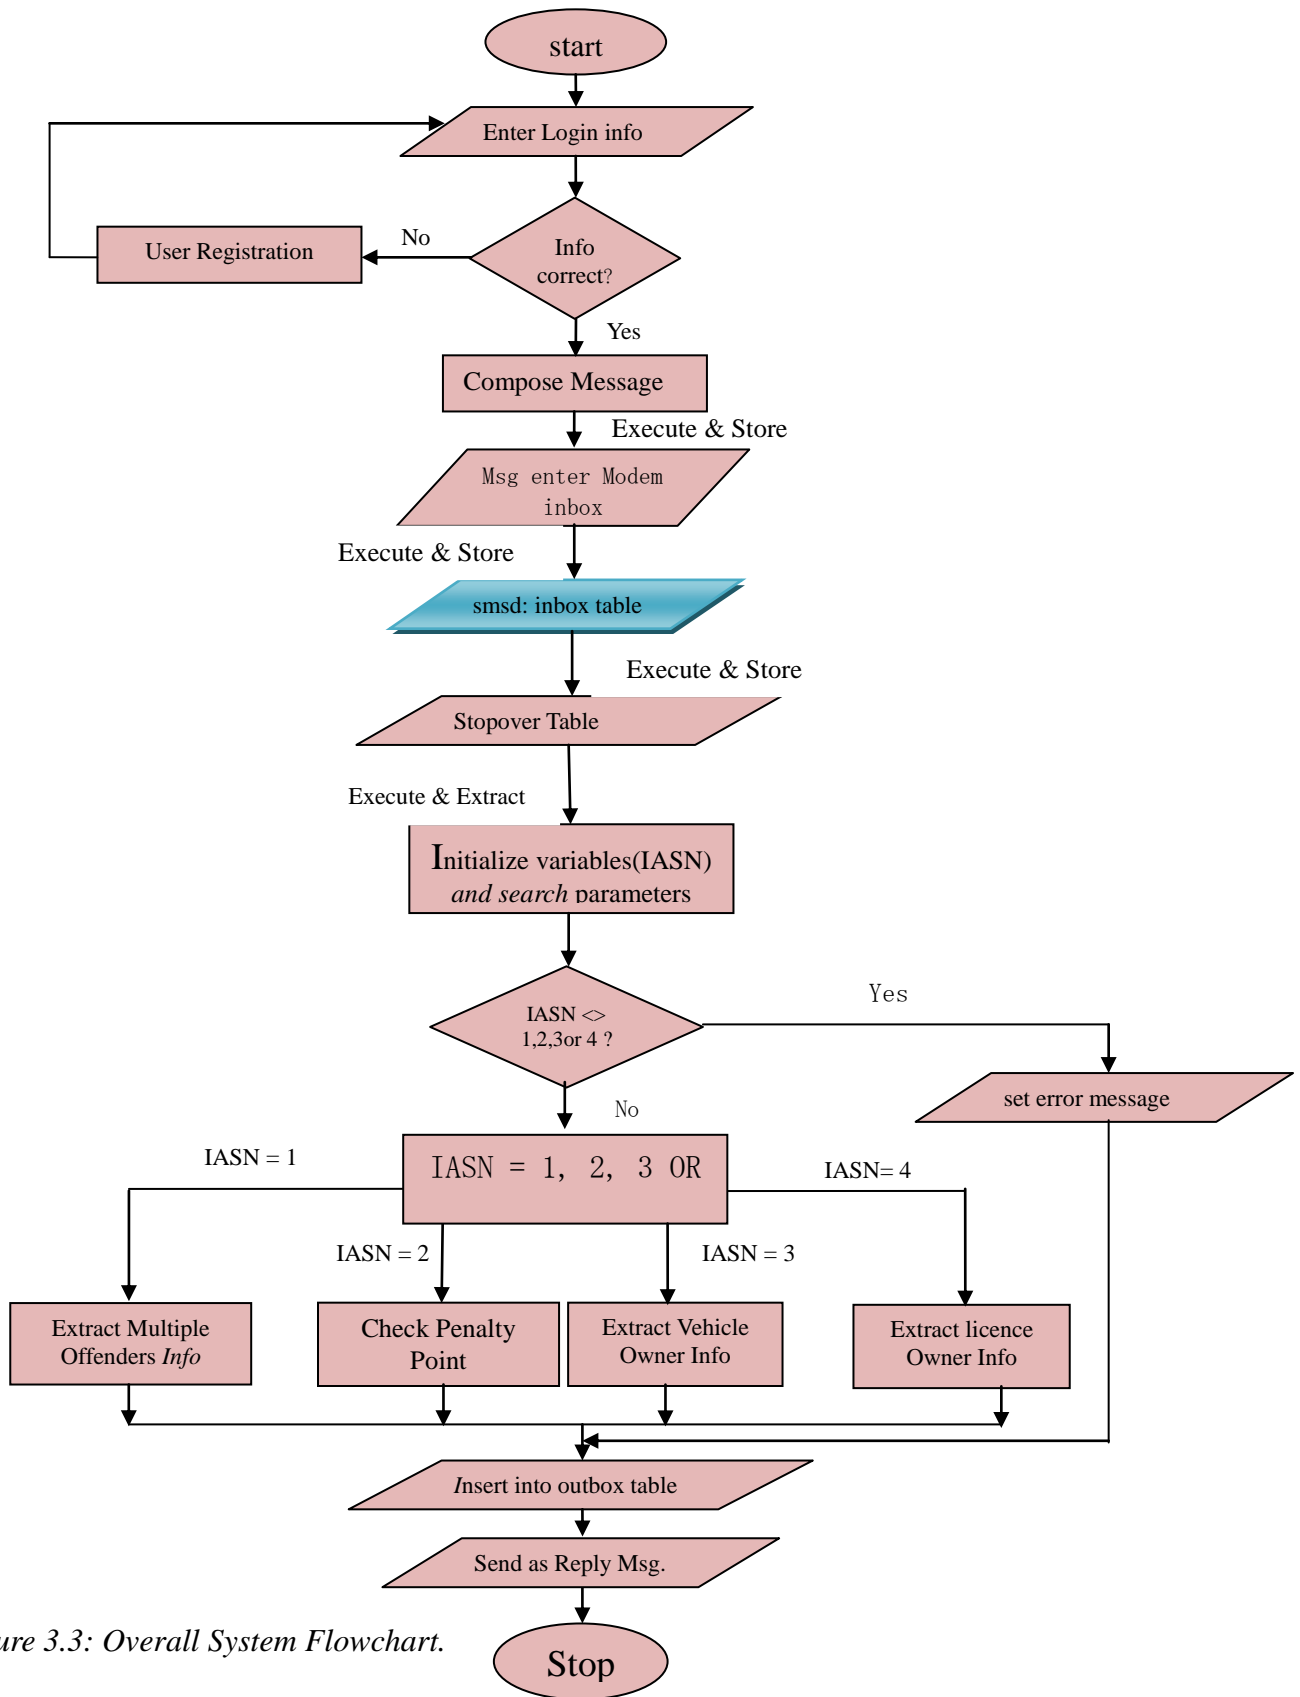 start
Enter Login info
User Registration
No
Info
correct?
Yes
Compose Message
Execute & Store
Msg enter Modem
inbox
Execute & Store
smsd: inbox table
Execute & Store
Stopover Table
Execute & Extract
Initialize variables(IASN)
and search parameters
IASN <>
1,2,3or 4 ?
Yes
No
set error message
IASN = 1
IASN = 1, 2, 3 OR
IASN= 4
IASN = 2
IASN = 3
Extract Multiple
Offenders Info
Check Penalty
Point
Extract Vehicle
Owner Info
Extract licence
Owner Info
Insert into outbox table
Send as Reply Msg.
ure 3.3: Overall System Flowchart.
Stop